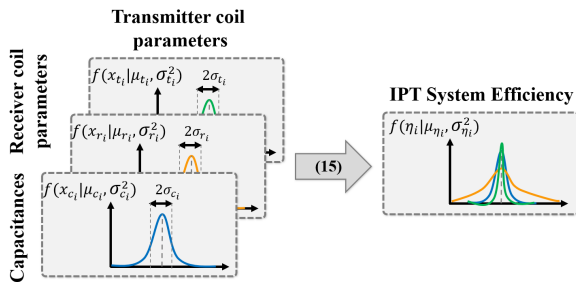 Transmitter coil
parameters
Receiver coil
parameters
Capacitances
f(x_{t_i}|μ_{t_i}, σ_{t_i}^2)
2σ_{t_i}
f(x_{r_i}|μ_{r_i}, σ_{r_i}^2)
2σ_{r_i}
f(x_{c_i}|μ_{c_i}, σ_{c_i}^2)
2σ_{c_i}
(15)
IPT System Efficiency
f(η_i|μ_{η_i}, σ_{η_i}^2)